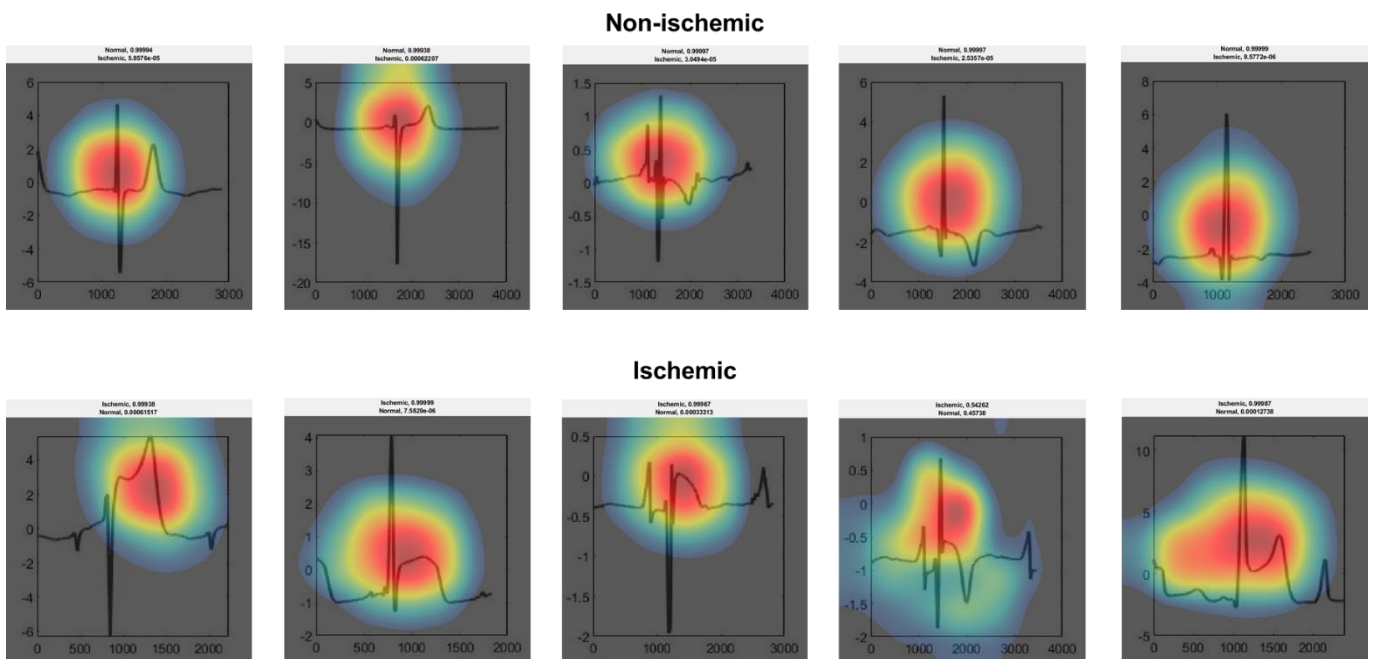 Non-ischemic
Normal, 0.99994
Ischemic, 5.8576e-05
Normal, 0.99938
Ischemic, 0.00062207
Normal, 0.99997
Ischemic, 3.0494e-05
Normal, 0.99997
Ischemic, 2.5357e-05
Normal, 0.99999
Ischemic, 8.5772e-06
6
4
2
0
-2
-4
-6
0 1000 2000 3000
5
0
-5
-10
-15
-20
0 1000 2000 3000 4000
1.5
1
0.5
0
-0.5
-1
-1.5
0 1000 2000 3000 4000
6
4
2
0
-2
-4
0 1000 2000 3000 4000
8
6
4
2
0
-2
-4
0 1000 2000 3000
Ischemic
Ischemic, 0.99938
Normal, 0.00061517
Ischemic, 0.99999
Normal, 7.5829e-06
Ischemic, 0.99967
Normal, 0.00033313
Ischemic, 0.54262
Normal, 0.45738
Ischemic, 0.99987
Normal, 0.00012738
4
2
0
-2
-4
-6
0 500 1000 1500 2000
4
3
2
1
0
-1
-2
0 500 1000 1500 2000
0.5
0
-0.5
-1
-1.5
-2
0 1000 2000 3000
1
0.5
0
-0.5
-1
-1.5
-2
0 1000 2000 3000 4000
10
5
0
-5
0 500 1000 1500 2000